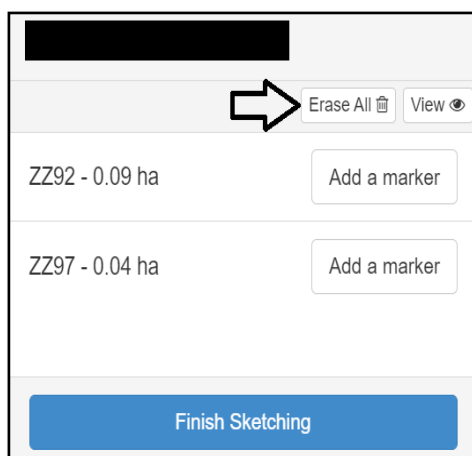 Erase All View
ZZ92 - 0.09 ha Add a marker
ZZ97 - 0.04 ha Add a marker
Finish Sketching